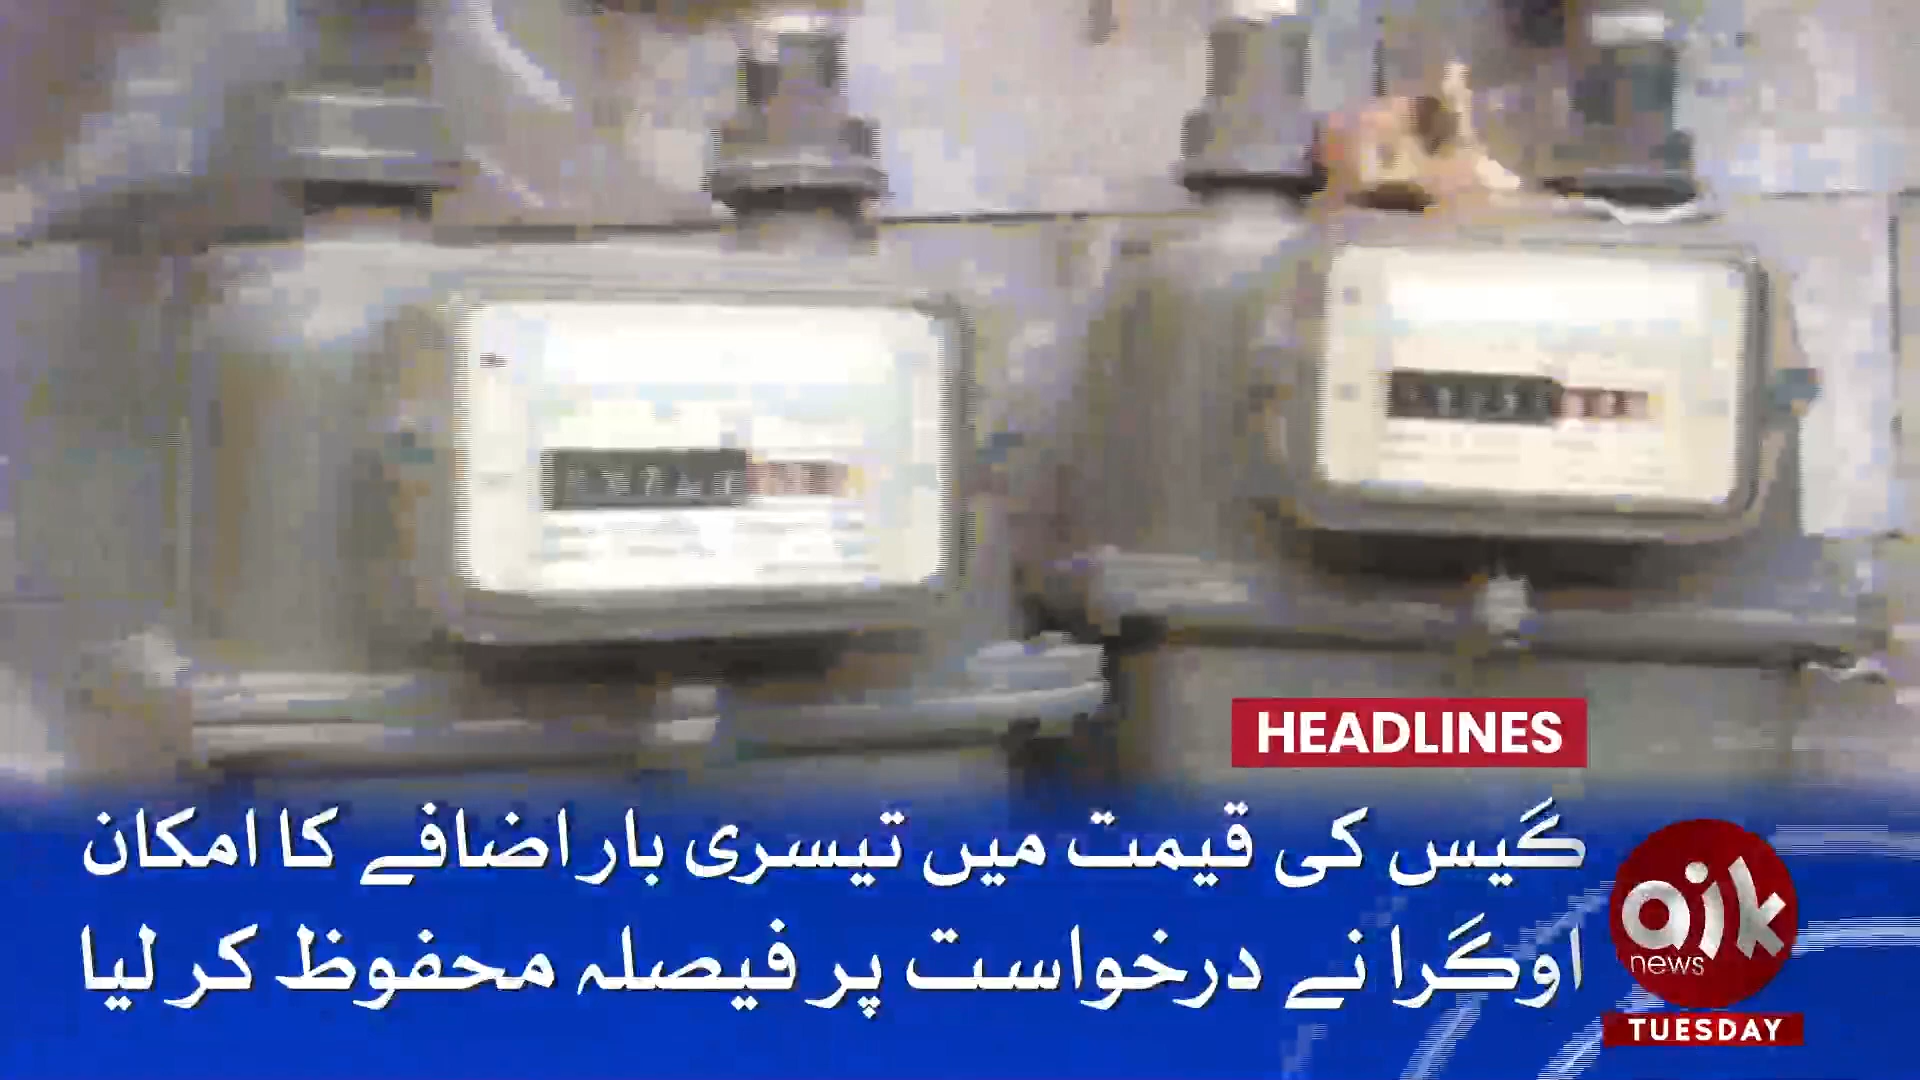 HEADLINES
گیس کی قیمت میں تیسری بار اضافے کا امکان
اوگرا نے درخواست پر فیصلہ محفوظ کر لیا
ajk
news
TUESDAY